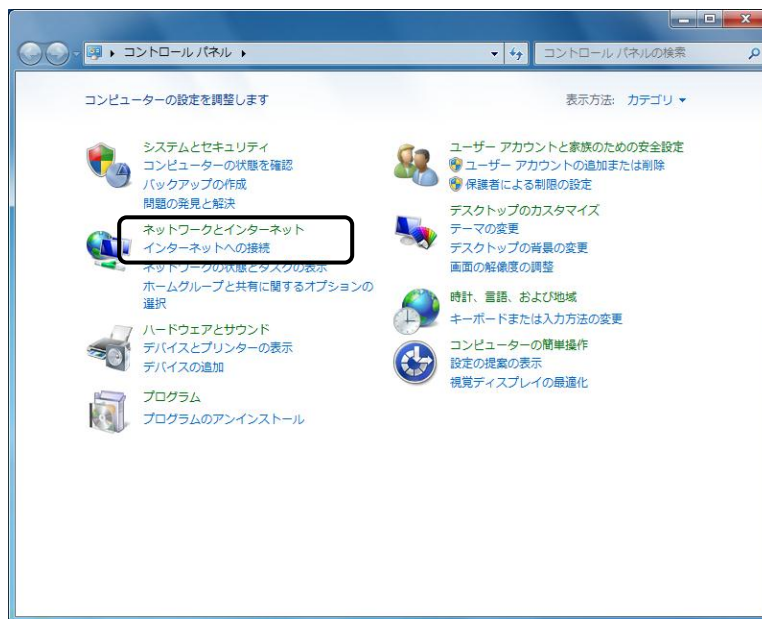 コントロール パネル
コントロール パネルの検索
コンピューターの設定を調整します
表示方法: カテゴリ
システムとセキュリティ
コンピューターの状態を確認
バックアップの作成
問題の発見と解決
ネットワークとインターネット
インターネットへの接続
ネットワークの状態とタスクの表示
ホームグループと共有に関するオプションの
選択
ハードウェアとサウンド
デバイスとプリンターの表示
デバイスの追加
プログラム
プログラムのアンインストール
ユーザー アカウントと家族のための安全設定
ユーザー アカウントの追加または削除
保護者による制限の設定
デスクトップのカスタマイズ
テーマの変更
デスクトップの背景の変更
画面の解像度の調整
時計、言語、および地域
キーボードまたは入力方法の変更
コンピューターの簡単操作
設定の提案の表示
視覚ディスプレイの最適化